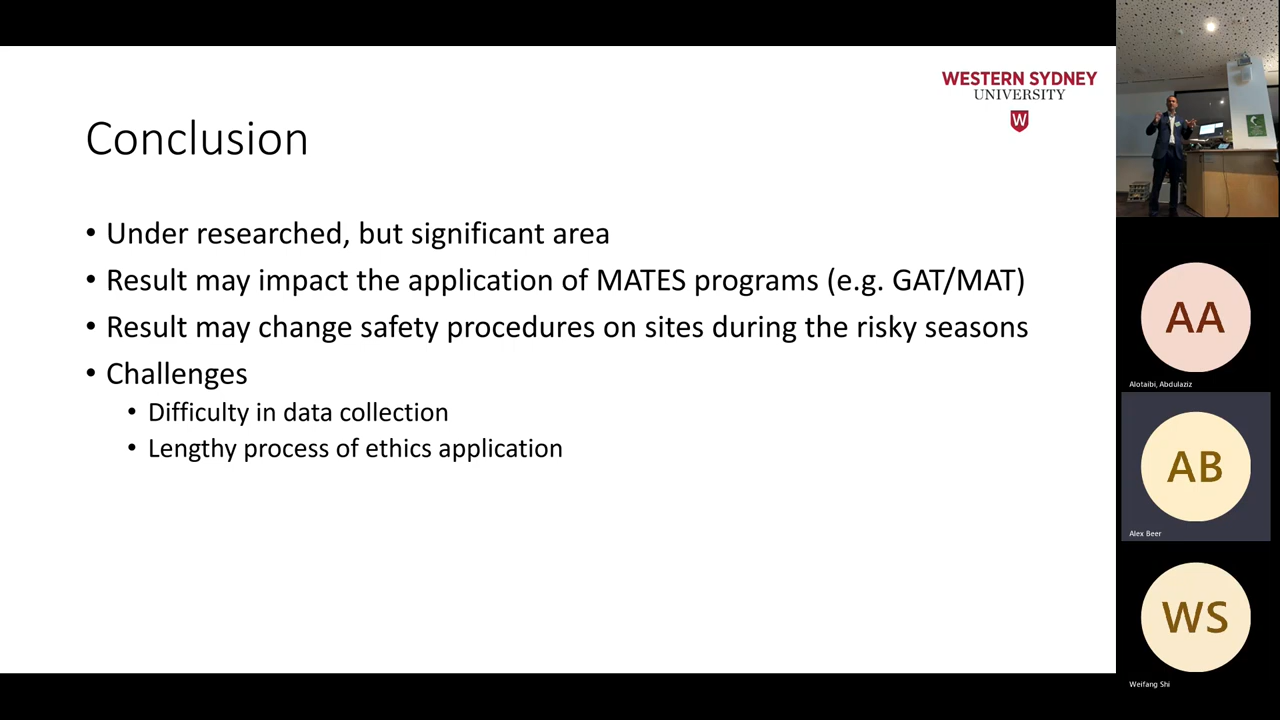 WESTERN SYDNEY
UNIVERSITY
W
Conclusion
• Under researched, but significant area
• Result may impact the application of MATES programs (e.g. GAT/MAT)
• Result may change safety procedures on sites during the risky seasons
• Challenges
• Difficulty in data collection
• Lengthy process of ethics application
AA
Alotaibi, Abdulaziz
AB
Alex Beer
WS
Weifang Shi